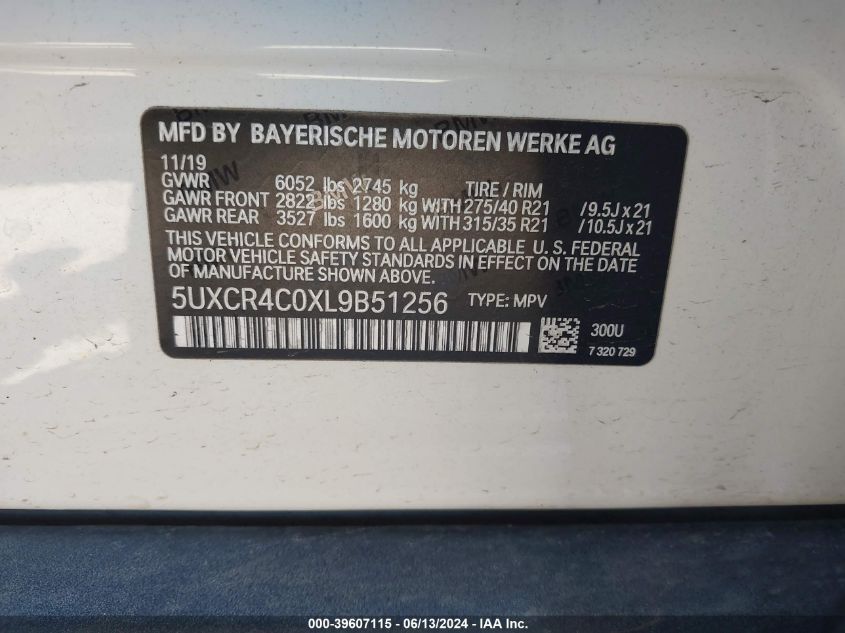 MFD BY BAYERISCHE MOTOREN WERKE AG
11/19
GVWR 6052 lbs 2745 kg TIRE / RIM
GAWR FRONT 2822 lbs 1280 kg WITH 275/40 R21 /9.5J x 21
GAWR REAR 3527 lbs 1600 kg WITH 315/35 R21 /10.5J x 21
THIS VEHICLE CONFORMS TO ALL APPLICABLE U. S. FEDERAL
MOTOR VEHICLE SAFETY STANDARDS IN EFFECT ON THE DATE
OF MANUFACTURE SHOWN ABOVE.
5UXCR4C0XL9B51256 TYPE: MPV
300U
7 320 729
000-39607115 - 06/13/2024 - IAA Inc.